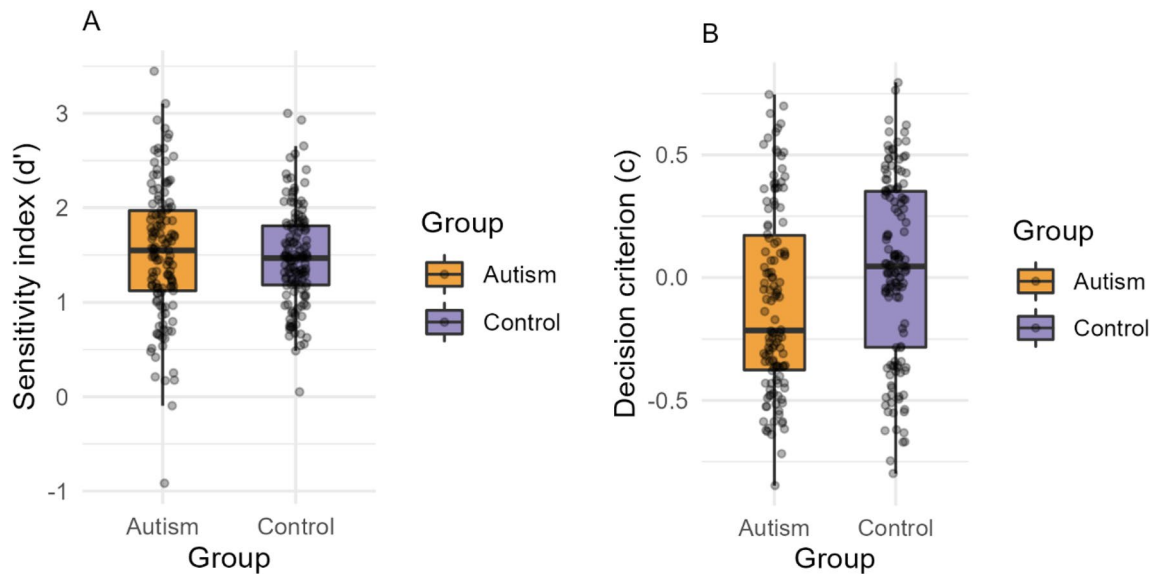 A
Sensitivity index (d')
3
2
1
0
-1
Autism
Control
Group
Group
Autism
Control
B
Decision criterion (c)
0.5
0.0
-0.5
Autism
Control
Group
Group
Autism
Control